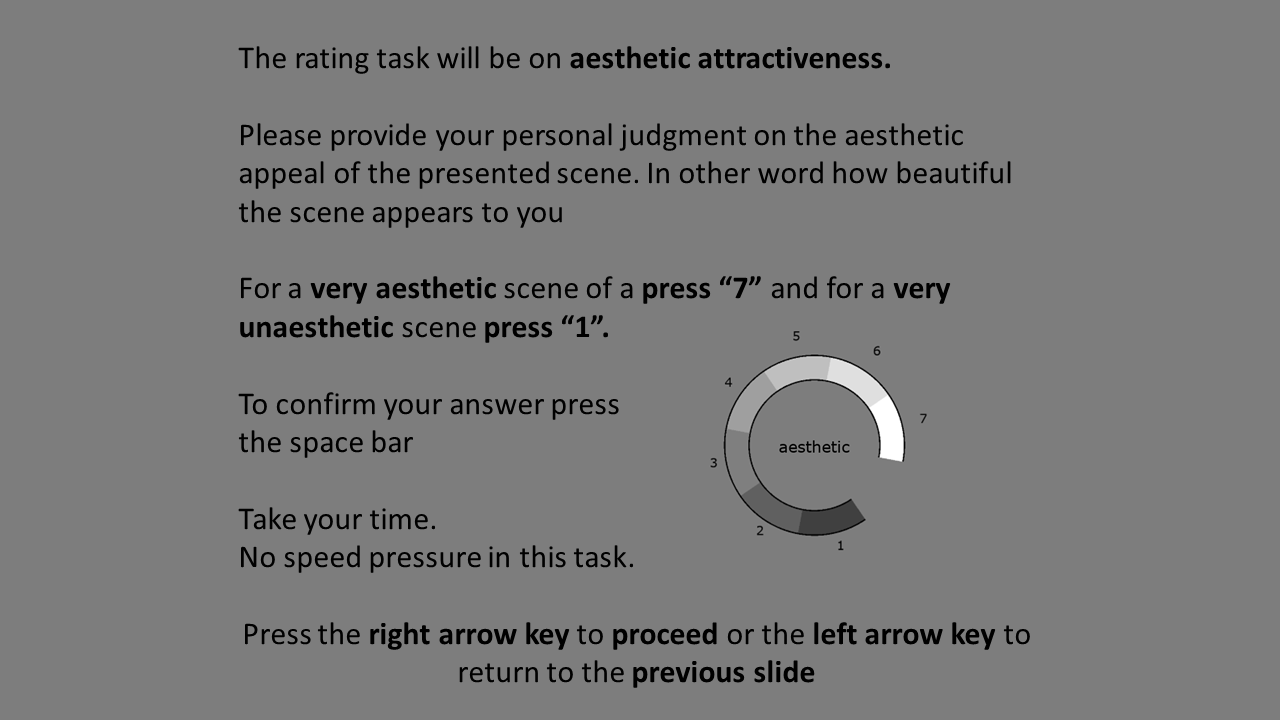 The rating task will be on aesthetic attractiveness.
Please provide your personal judgment on the aesthetic
appeal of the presented scene. In other word how beautiful
the scene appears to you
For a very aesthetic scene of a press “7” and for a very
unaesthetic scene press “1”.
To confirm your answer press
the space bar
Take your time.
No speed pressure in this task.
5
6
4
7
aesthetic
3
2
1
Press the right arrow key to proceed or the left arrow key to
return to the previous slide